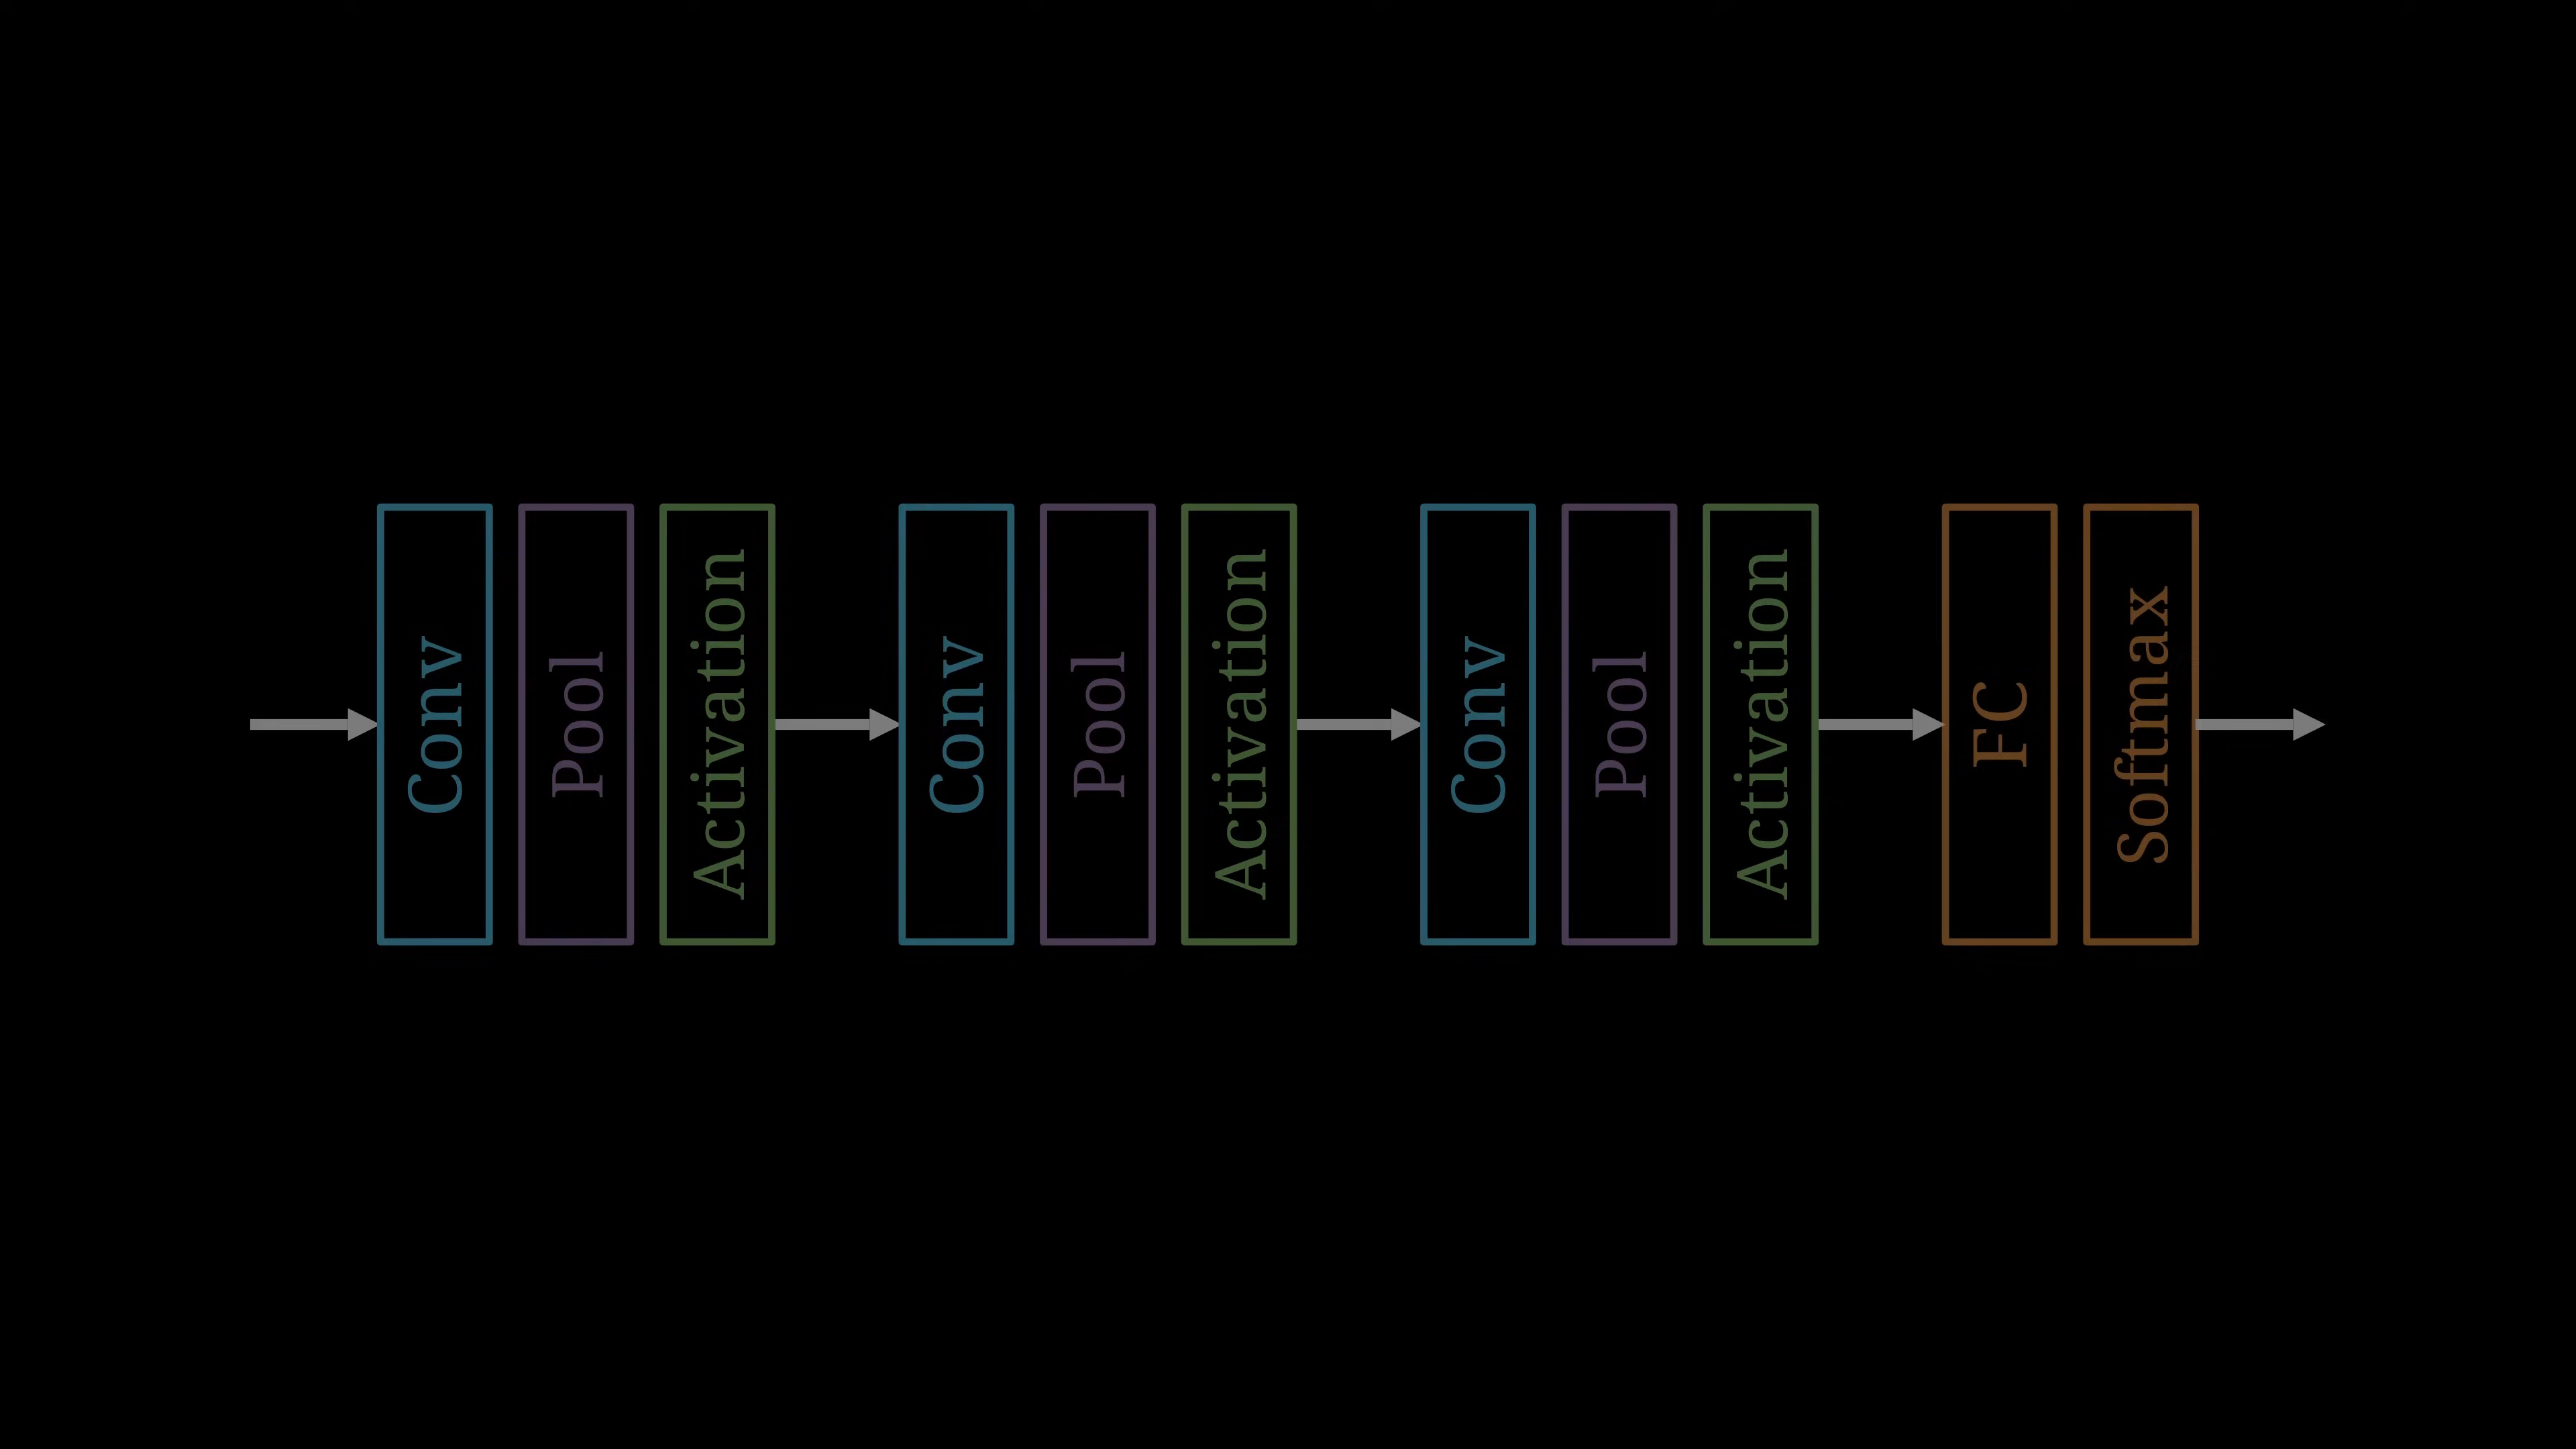 Conv
Pool
Activation
Conv
Pool
Activation
Conv
Pool
Activation
FC
Softmax